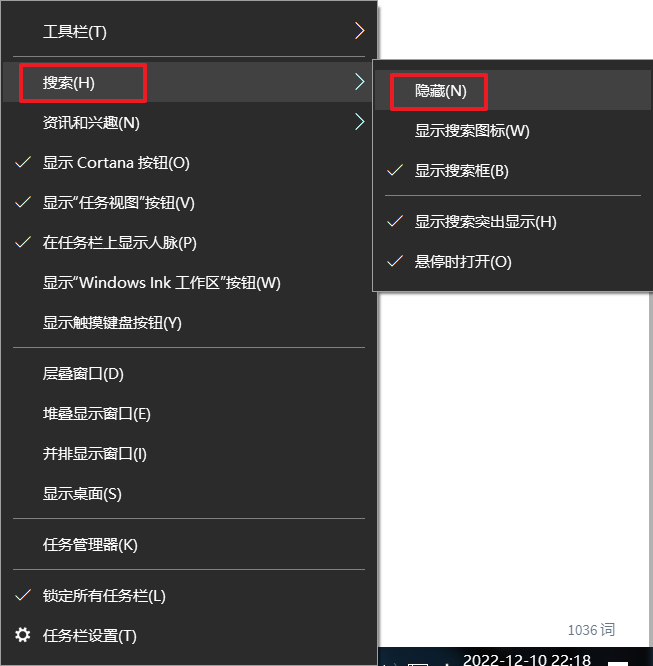 工具栏(T)
搜索(H)
资讯和兴趣(N)
显示 Cortana 按钮(O)
显示"任务视图"按钮(V)
在任务栏上显示人脉(P)
显示"Windows Ink 工作区"按钮(W)
显示触摸键盘按钮(Y)
层叠窗口(D)
堆叠显示窗口(E)
并排显示窗口(I)
显示桌面(S)
任务管理器(K)
锁定所有任务栏(L)
任务栏设置(T)
隐藏(N)
显示搜索图标(W)
显示搜索框(B)
显示搜索突出显示(H)
悬停时打开(O)
1036 词
2022-12-10 22:18